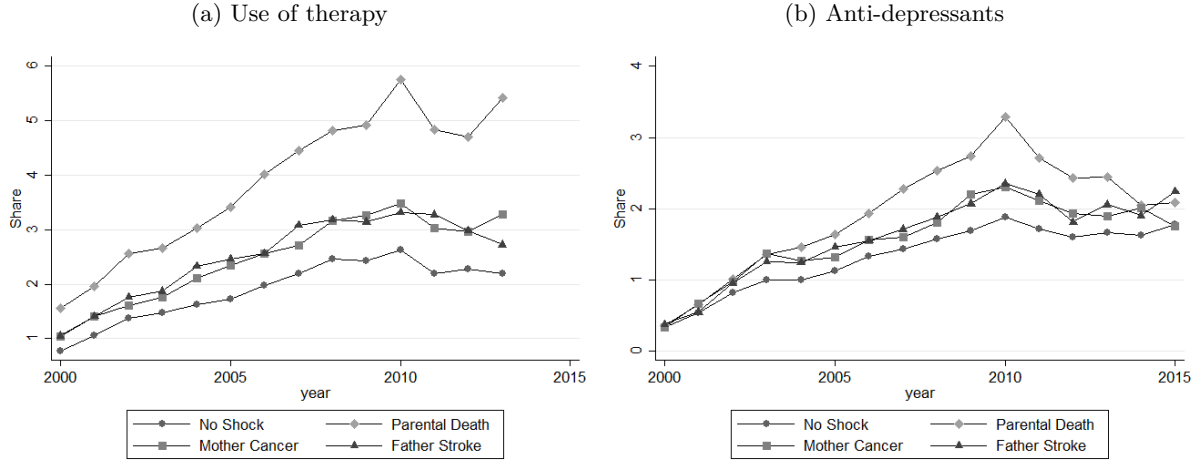 (a) Use of therapy
6
5
4
3
2
1
Share
2000
2005
2010
2015
year
No Shock
Parental Death
Mother Cancer
Father Stroke
(b) Anti-depressants
4
3
2
1
0
Share
2000
2005
2010
2015
year
No Shock
Parental Death
Mother Cancer
Father Stroke